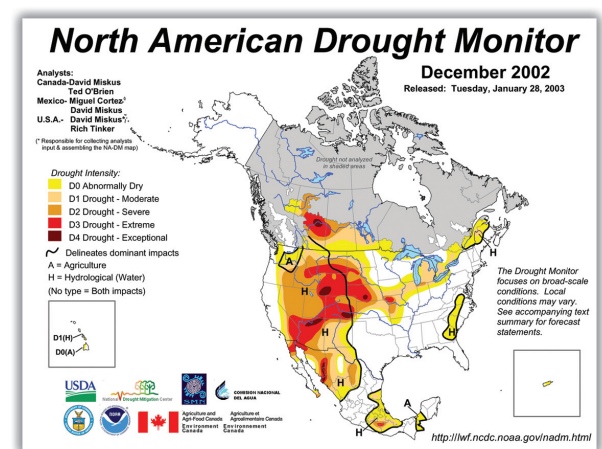 North American Drought Monitor
December 2002
Released: Tuesday, January 28, 2003
Analysts:
Canada-David Miskus
Ted O'Brien
Mexico- Miguel Cortez*
David Miskus
U.S.A.- David Miskus*
Rich Tinker
(* Responsible for collecting analysts
input & assembling the NA-DM map)
Drought not analyzed
in shaded areas
Drought Intensity:
D0 Abnormally Dry
D1 Drought - Moderate
D2 Drought - Severe
D3 Drought - Extreme
D4 Drought - Exceptional
Delineates dominant impacts
A = Agriculture
H = Hydrological (Water)
(No type = Both impacts)
A
H
H
H
H
H
A
H
The Drought Monitor
focuses on broad-scale
conditions. Local
conditions may vary.
See accompanying text
summary for forecast
statements.
D1(H)
D0(A)
USDA
National Drought Mitigation Center
SMN
COMISION NACIONAL
DEL AGUA
NOAA
Agriculture and
Agri-Food Canada
Agriculture et
Agroalimentaire Canada
Environment
Canada
Environnement
Canada
http://lwf.ncdc.noaa.gov/nadm.html